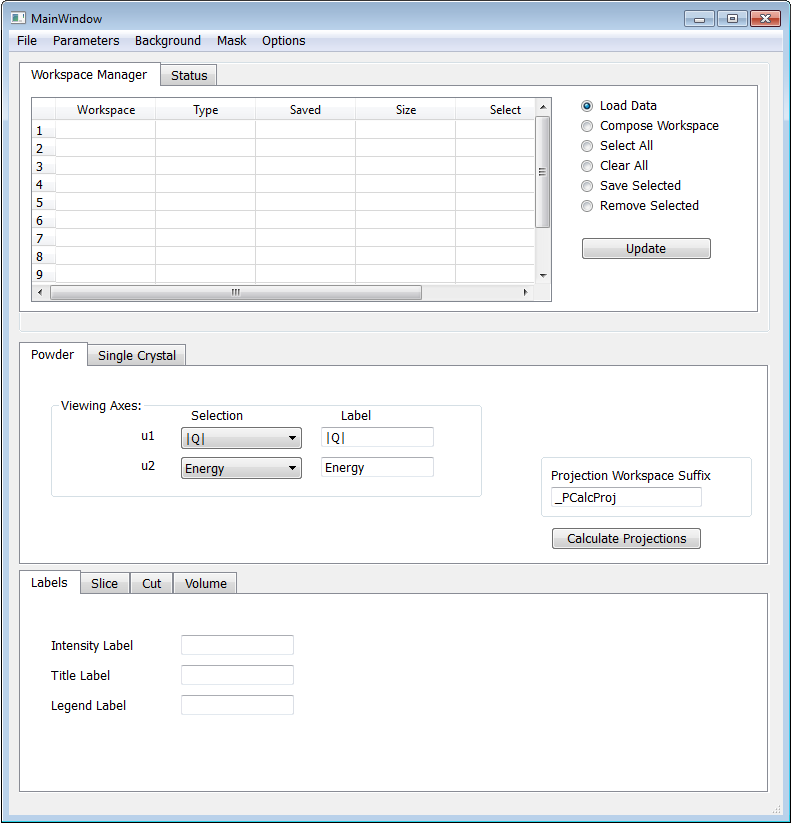 MainWindow
File Parameters Background Mask Options
Workspace Manager Status
Workspace Type Saved Size Select
1
2
3
4
5
6
7
8
9
Load Data
Compose Workspace
Select All
Clear All
Save Selected
Remove Selected
Update
Powder Single Crystal
Viewing Axes:
Selection Label
u1 |Q| |Q|
u2 Energy Energy
Projection Workspace Suffix
_PCalcProj
Calculate Projections
Labels Slice Cut Volume
Intensity Label
Title Label
Legend Label